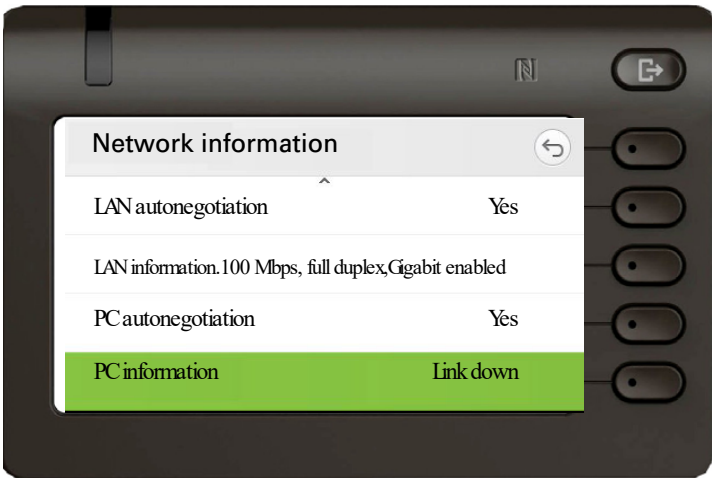 Network information
LAN autonegotiation Yes
LAN information.100 Mbps, full duplex,Gigabit enabled
PC autonegotiation Yes
PC information Link down